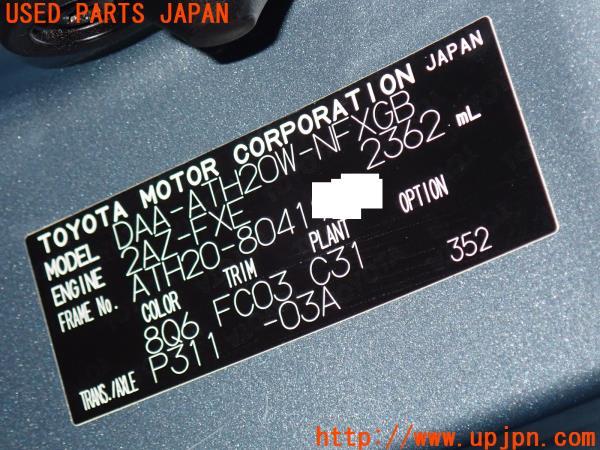 USED PARTS JAPAN
TOYOTA MOTOR CORPORATION JAPAN
MODEL DAA-ATH20W-NFXGB
ENGINE 2AZ-FXE 2362 mL
FRAME No. ATH20-8041
COLOR TRIM PLANT OPTION
8Q6 FC03 C31 352
TRANS./AXLE P311 -03A
UPJ
http://www.upjpn.com